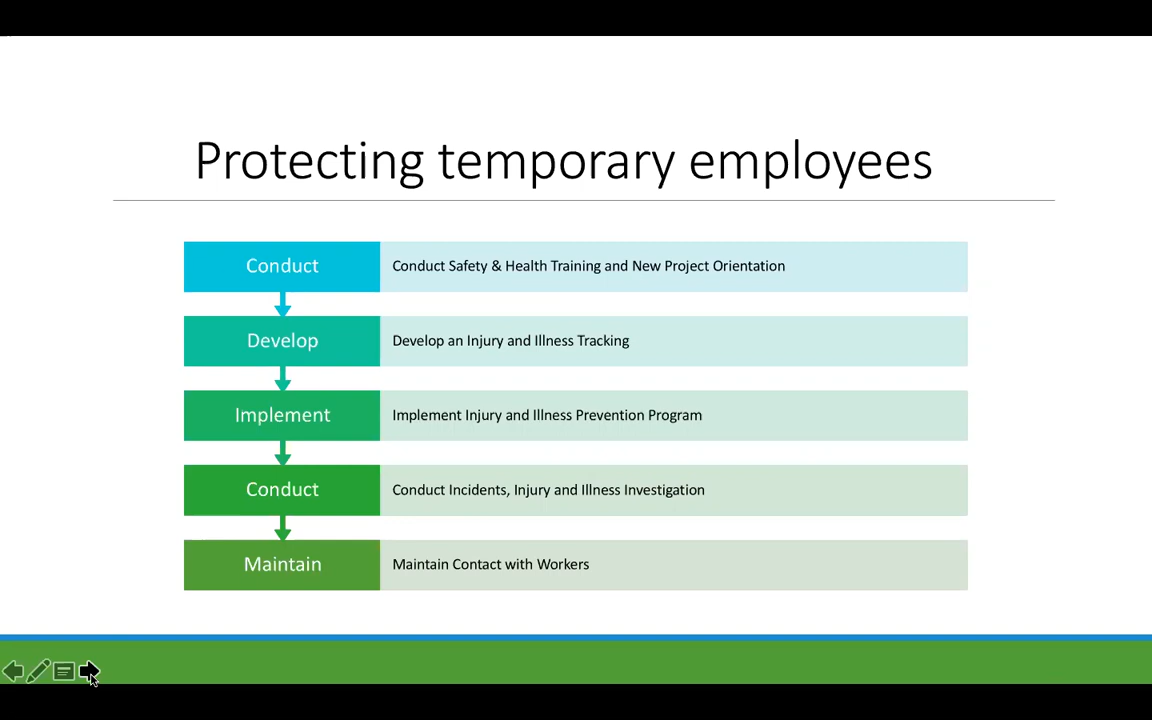 Protecting temporary employees
Conduct
Conduct Safety & Health Training and New Project Orientation
Develop
Develop an Injury and Illness Tracking
Implement
Implement Injury and Illness Prevention Program
Conduct
Conduct Incidents, Injury and Illness Investigation
Maintain
Maintain Contact with Workers